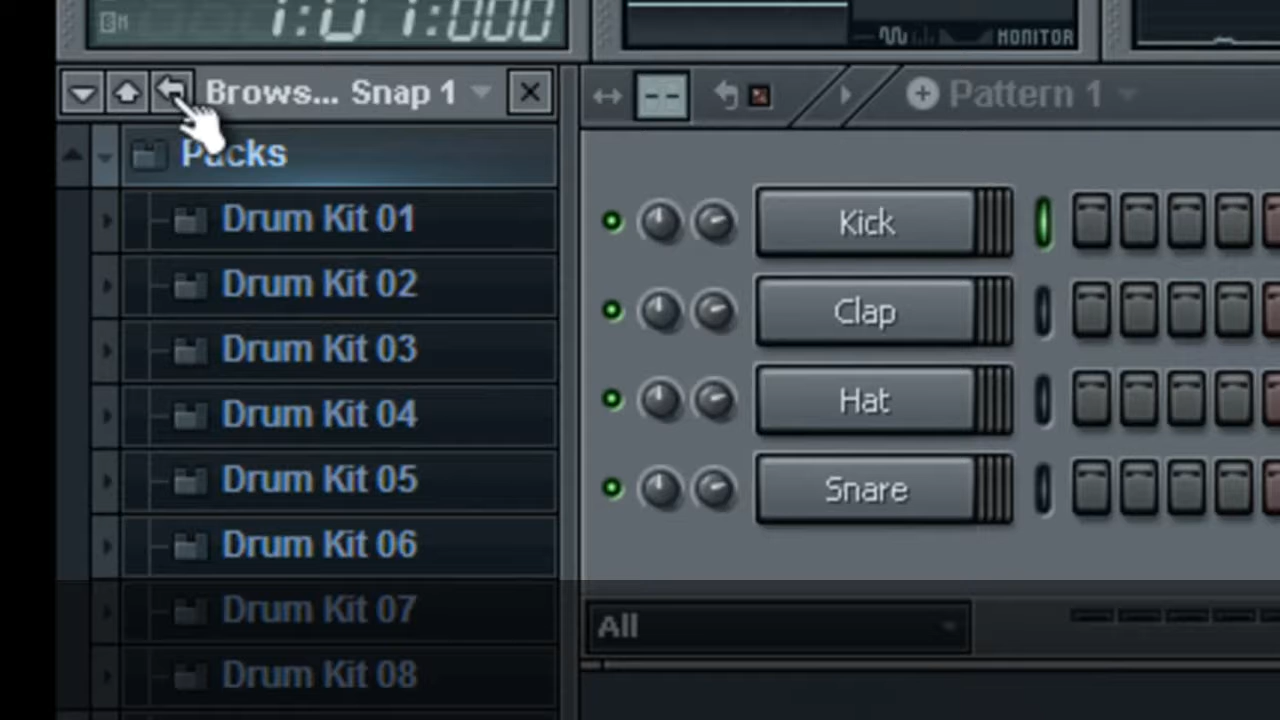 1:01:000
MONITOR
Brows... Snap 1
Pattern 1
Packs
Drum Kit 01
Drum Kit 02
Drum Kit 03
Drum Kit 04
Drum Kit 05
Drum Kit 06
Drum Kit 07
Drum Kit 08
Kick
Clap
Hat
Snare
All